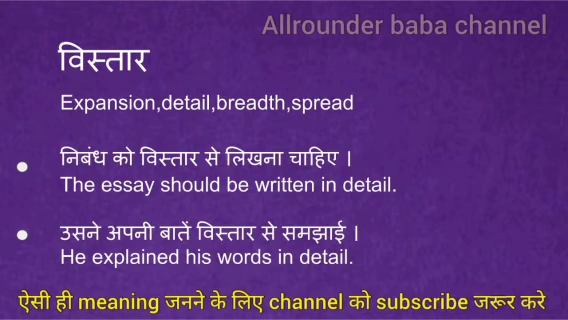 Allrounder baba channel
विस्तार
Expansion,detail,breadth,spread
निबंध को विस्तार से लिखना चाहिए ।
The essay should be written in detail.
उसने अपनी बातें विस्तार से समझाई ।
He explained his words in detail.
ऐसी ही meaning जनने के लिए channel को subscribe जरूर करे